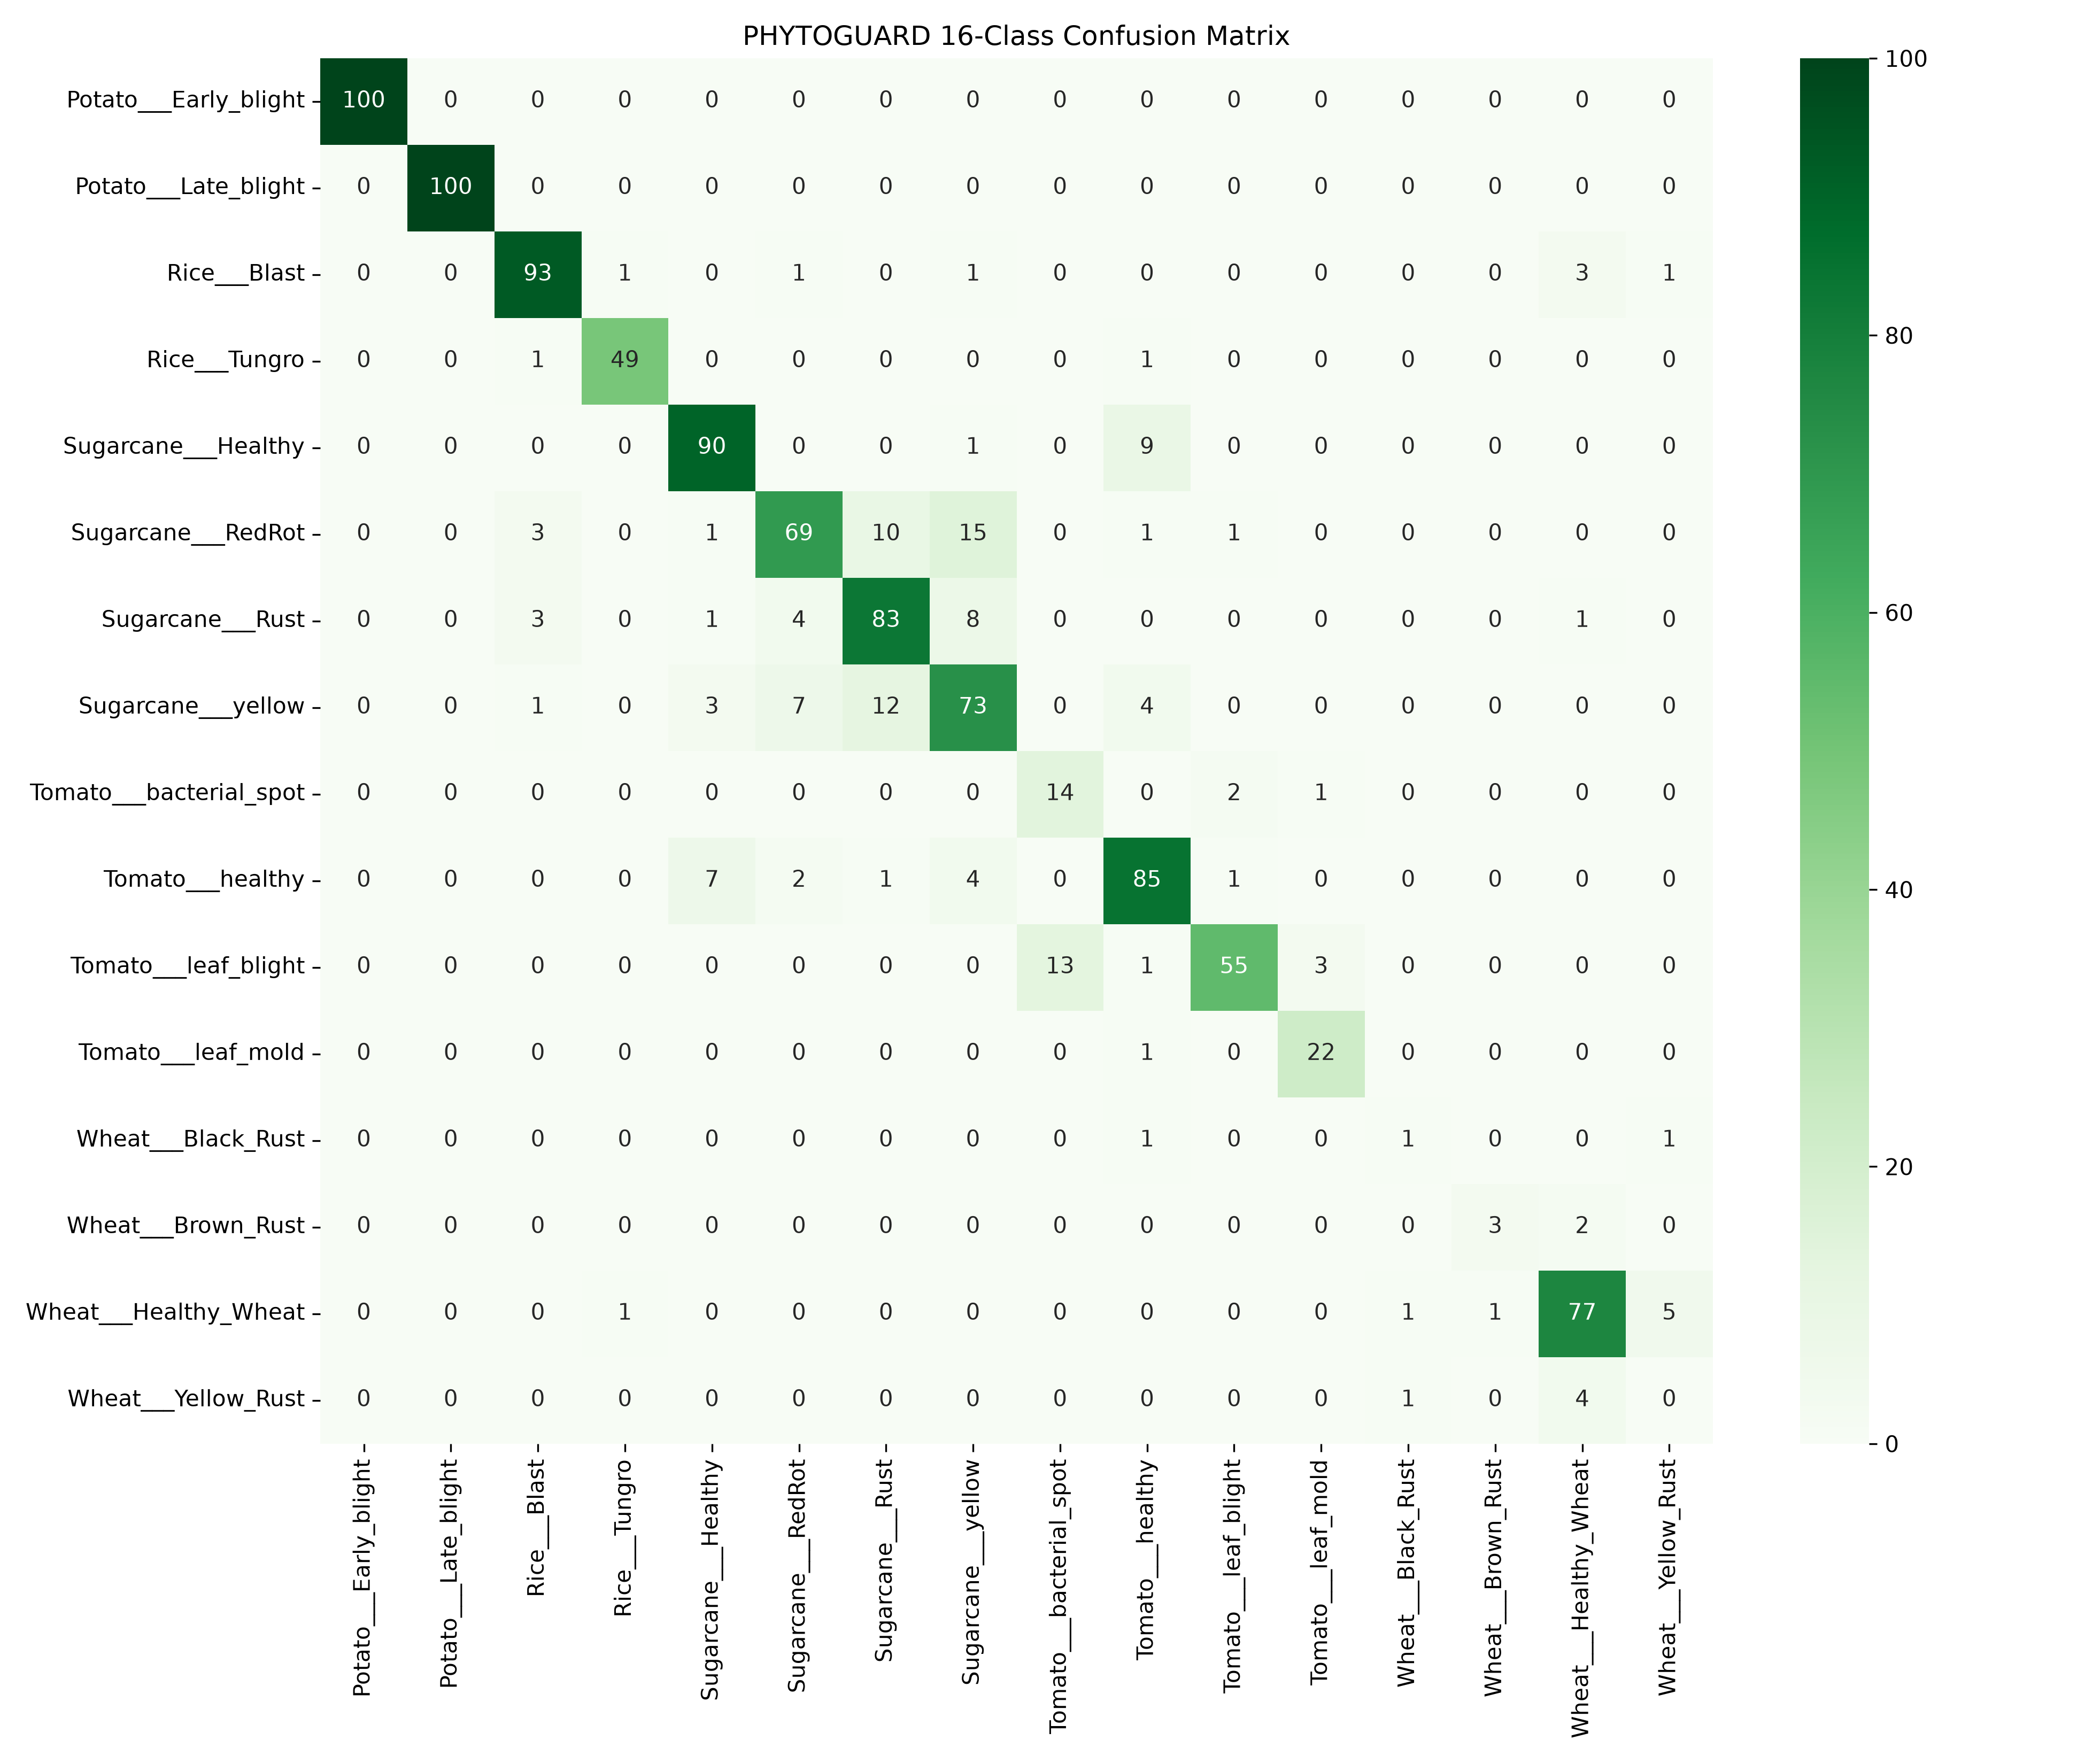 PHYTOGUARD 16-Class Confusion Matrix
Potato___Early_blight 100 0 0 0 0 0 0 0 0 0 0 0 0 0 0 0
Potato___Late_blight 0 100 0 0 0 0 0 0 0 0 0 0 0 0 0 0
Rice___Blast 0 0 93 1 0 1 0 1 0 0 0 0 0 0 3 1
Rice___Tungro 0 0 1 49 0 0 0 0 0 1 0 0 0 0 0 0
Sugarcane___Healthy 0 0 0 0 90 0 0 1 0 9 0 0 0 0 0 0
Sugarcane___RedRot 0 0 3 0 1 69 10 15 0 1 1 0 0 0 0 0
Sugarcane___Rust 0 0 3 0 1 4 83 8 0 0 0 0 0 0 1 0
Sugarcane___yellow 0 0 1 0 3 7 12 73 0 4 0 0 0 0 0 0
Tomato___bacterial_spot 0 0 0 0 0 0 0 0 14 0 2 1 0 0 0 0
Tomato___healthy 0 0 0 0 7 2 1 4 0 85 1 0 0 0 0 0
Tomato___leaf_blight 0 0 0 0 0 0 0 0 13 1 55 3 0 0 0 0
Tomato___leaf_mold 0 0 0 0 0 0 0 0 0 1 0 22 0 0 0 0
Wheat___Black_Rust 0 0 0 0 0 0 0 0 0 1 0 0 1 0 0 1
Wheat___Brown_Rust 0 0 0 0 0 0 0 0 0 0 0 0 0 3 2 0
Wheat___Healthy_Wheat 0 0 0 1 0 0 0 0 0 0 0 0 1 1 77 5
Wheat___Yellow_Rust 0 0 0 0 0 0 0 0 0 0 0 0 1 0 4 0
Potato___Early_blight
Potato___Late_blight
Rice___Blast
Rice___Tungro
Sugarcane___Healthy
Sugarcane___RedRot
Sugarcane___Rust
Sugarcane___yellow
Tomato___bacterial_spot
Tomato___healthy
Tomato___leaf_blight
Tomato___leaf_mold
Wheat___Black_Rust
Wheat___Brown_Rust
Wheat___Healthy_Wheat
Wheat___Yellow_Rust
100
80
60
40
20
0